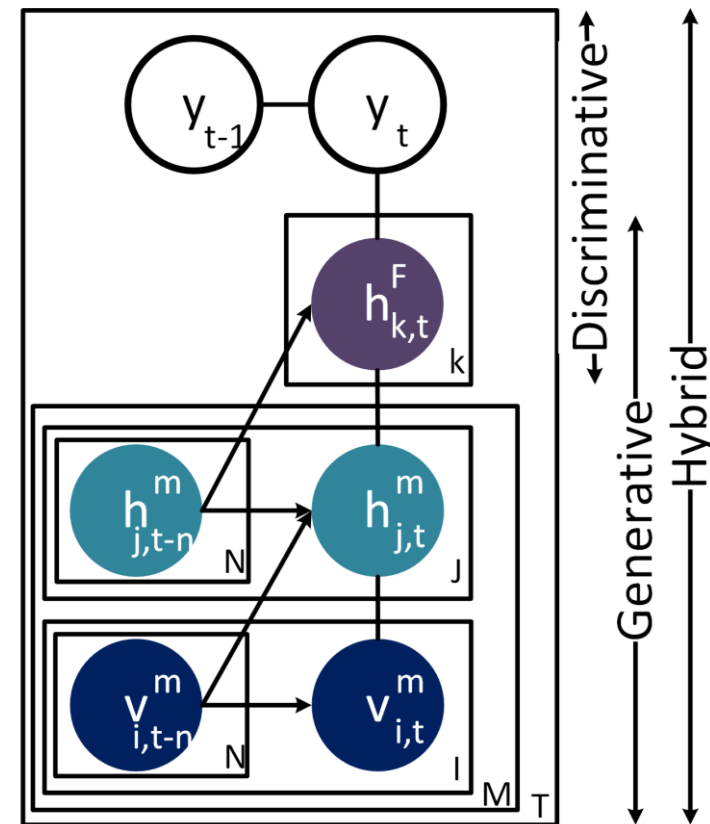 y t-1
y t
h F k,t
k
h m j,t-n
N
h m j,t
J
v m i,t-n
N
v m i,t
I
M
T
Discriminative
Generative
Hybrid